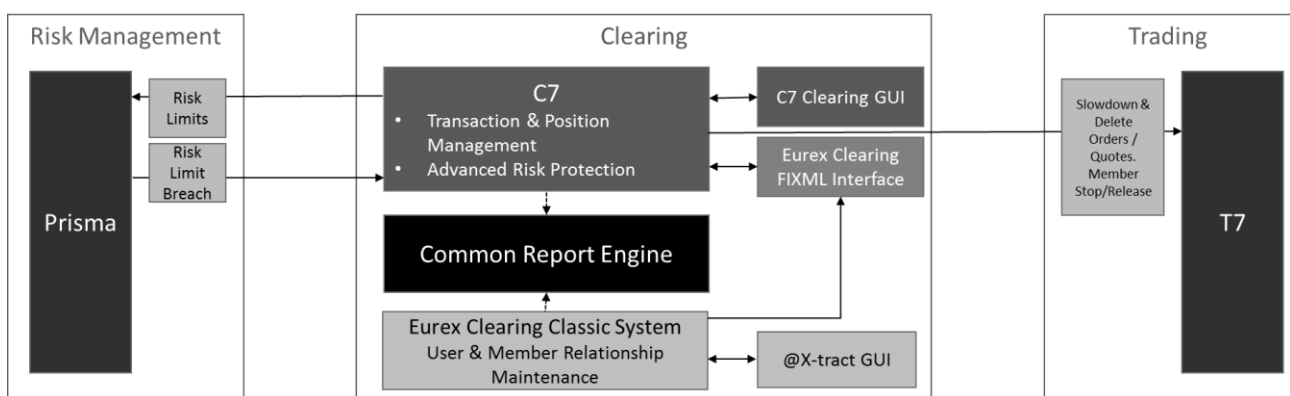 Risk Management
Risk
Limits
Risk
Limit
Breach
Prisma
Clearing
C7
• Transaction & Position
Management
• Advanced Risk Protection
C7 Clearing GUI
Eurex Clearing
FIXML Interface
Common Report Engine
Eurex Clearing Classic System
User & Member Relationship
Maintenance
@X-tract GUI
Trading
Slowdown &
Delete
Orders /
Quotes.
Member
Stop/Release
T7